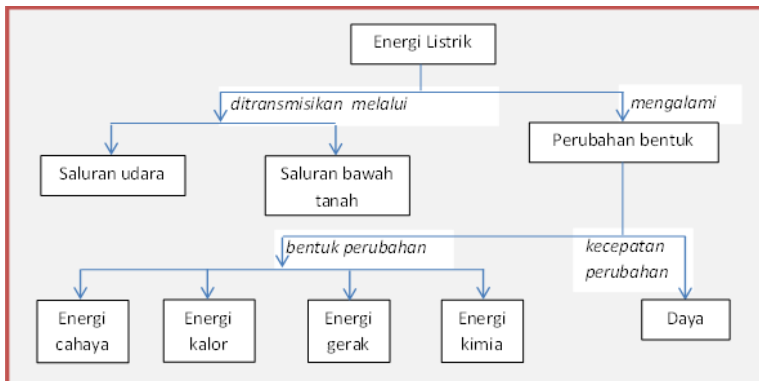 Energi Listrik
ditransmisikan melalui
mengalami
Saluran udara
Saluran bawah
tanah
Perubahan bentuk
bentuk perubahan
kecepatan
perubahan
Energi
cahaya
Energi
kalor
Energi
gerak
Energi
kimia
Daya